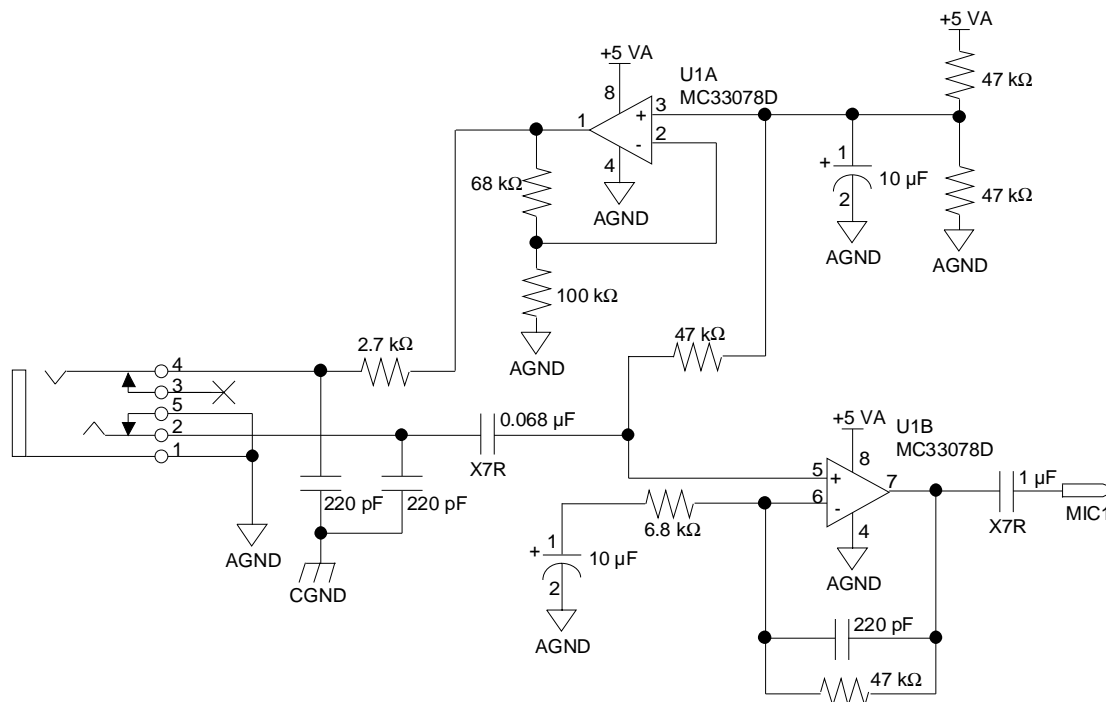 +5 VA
+5 VA
U1A
MC33078D
47 kΩ
8
1
+
3
-
2
4
AGND
68 kΩ
+
1
10 µF
2
AGND
47 kΩ
AGND
100 kΩ
AGND
2.7 kΩ
47 kΩ
4
3
5
2
1
0.068 µF
X7R
+5 VA
U1B
MC33078D
8
5
+
6
-
7
4
AGND
1 µF
X7R
MIC1
220 pF
220 pF
AGND
CGND
6.8 kΩ
+
1
10 µF
2
AGND
220 pF
47 kΩ